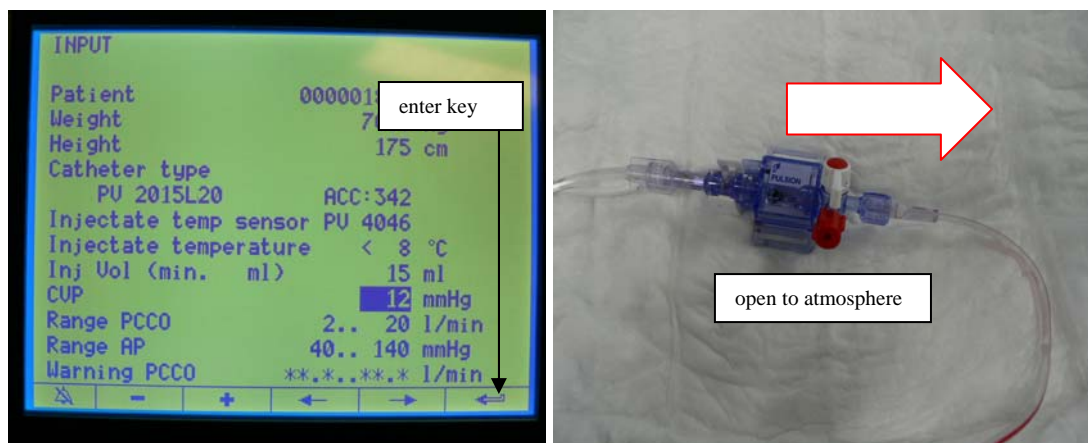 INPUT
Patient
Weight
Height 175 cm
Catheter type
PV 2015L20 ACC:342
Injectate temp sensor PV 4046
Injectate temperature < 8 °C
Inj Vol (min. ml) 15 ml
CVP 12 mmHg
Range PCCO 2.. 20 l/min
Range AP 40.. 140 mmHg
Warning PCCO **.*..**.* l/min
enter key
PULSION
open to atmosphere